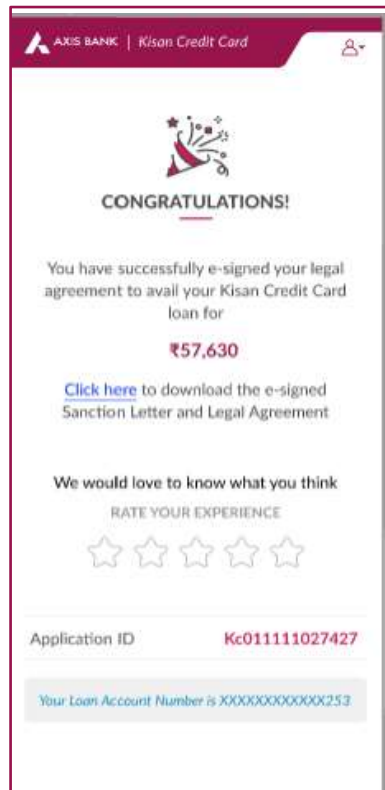 AXIS BANK | Kisan Credit Card
CONGRATULATIONS!
You have successfully e-signed your legal
agreement to avail your Kisan Credit Card
loan for
₹57,630
Click here to download the e-signed
Sanction Letter and Legal Agreement
We would love to know what you think
RATE YOUR EXPERIENCE
Application ID Kc011111027427
Your Loan Account Number is XXXXXXXXXXXXX253